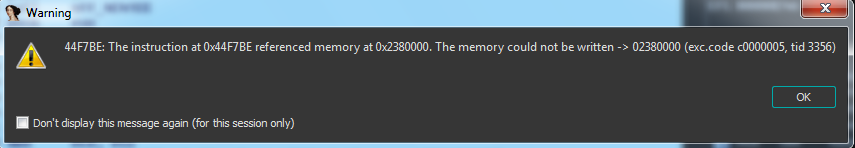 Warning
44F7BE: The instruction at 0x44F7BE referenced memory at 0x2380000. The memory could not be written -> 02380000 (exc.code c0000005, tid 3356)
OK
Don't display this message again (for this session only)